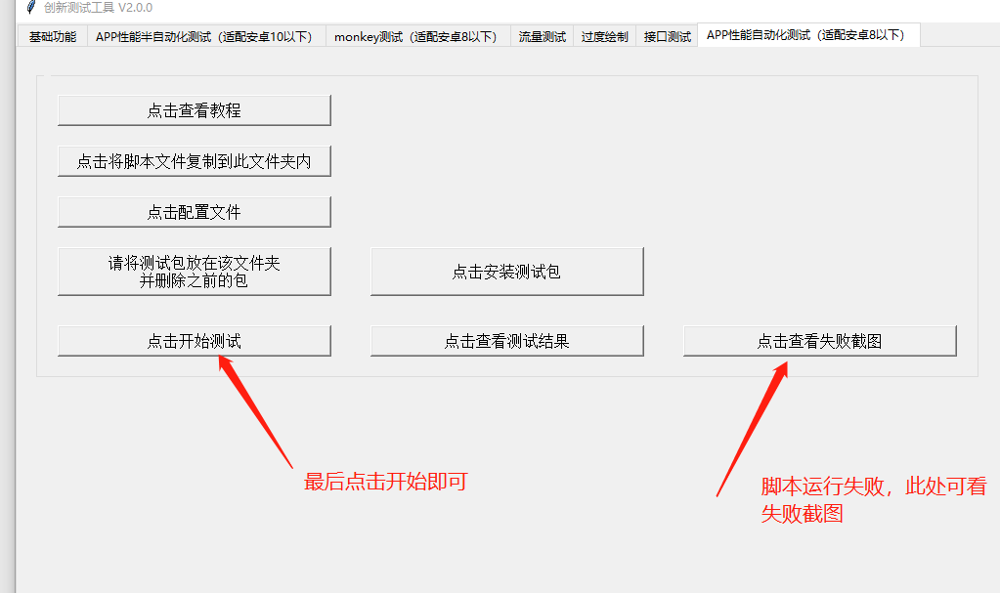 创新测试工具 V2.0.0
基础功能
APP性能半自动化测试（适配安卓10以下）
monkey测试（适配安卓8以下）
流量测试
过度绘制
接口测试
APP性能自动化测试（适配安卓8以下）
点击查看教程
点击将脚本文件复制到此文件夹内
点击配置文件
请将测试包放在该文件夹
并删除之前的包
点击安装测试包
点击开始测试
点击查看测试结果
点击查看失败截图
最后点击开始即可
脚本运行失败，此处可看
失败截图